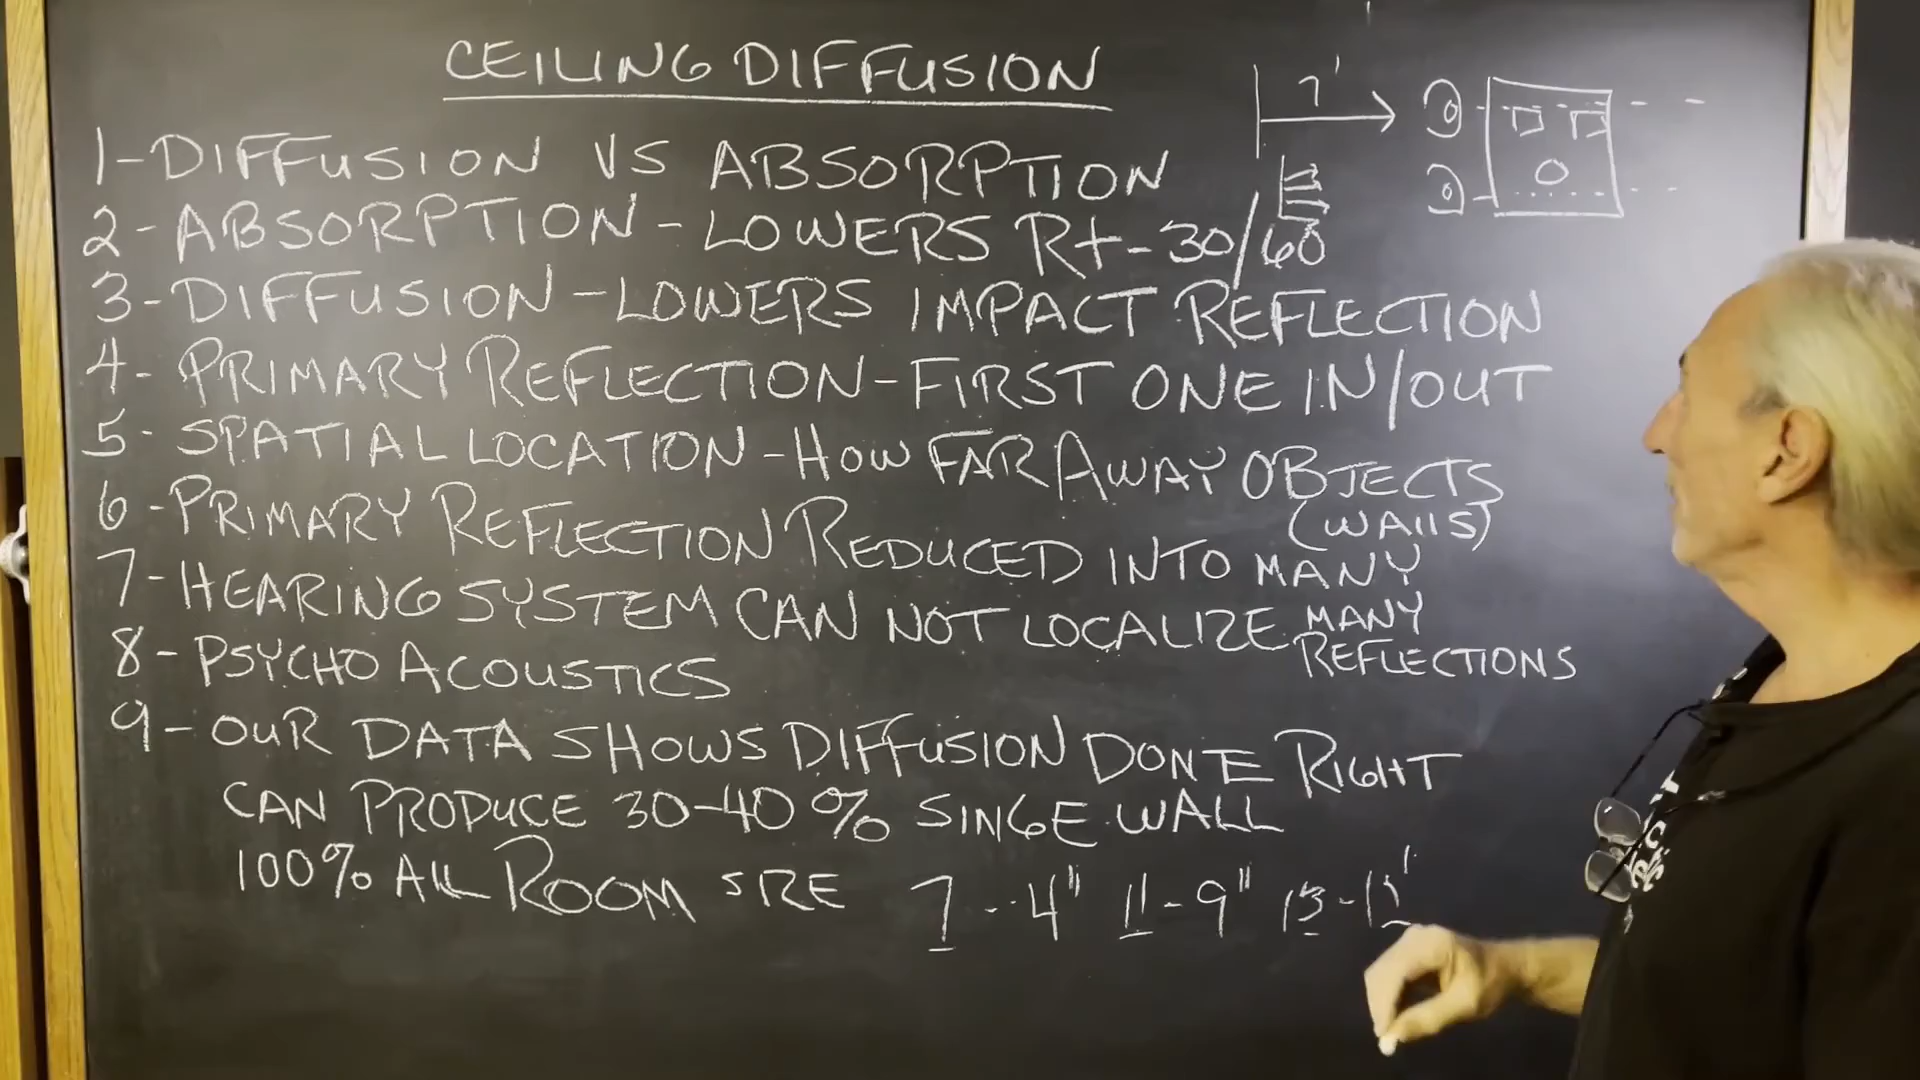 CEILING DIFFUSION
7'
1-DIFFUSION VS ABSORPTION
2-ABSORPTION-LOWERS Rt-30/60
3-DIFFUSION-LOWERS IMPACT REFLECTION
4-PRIMARY REFLECTION-FIRST ONE IN/OUT
5-SPATIAL LOCATION-HOW FAR AWAY OBJECTS
(WAllS)
6-PRIMARY REFLECTION REDUCED INTO MANY
7-HEARING SYSTEM CAN NOT LOCALIZE MANY
REFLECTIONS
8-PSYCHO ACOUSTICS
9-OUR DATA SHOWS DIFFUSION DONE RIGHT
CAN PRODUCE 30-40% SINGE WALL
100% ALL ROOM SRE
7--4" 11-9" 13-